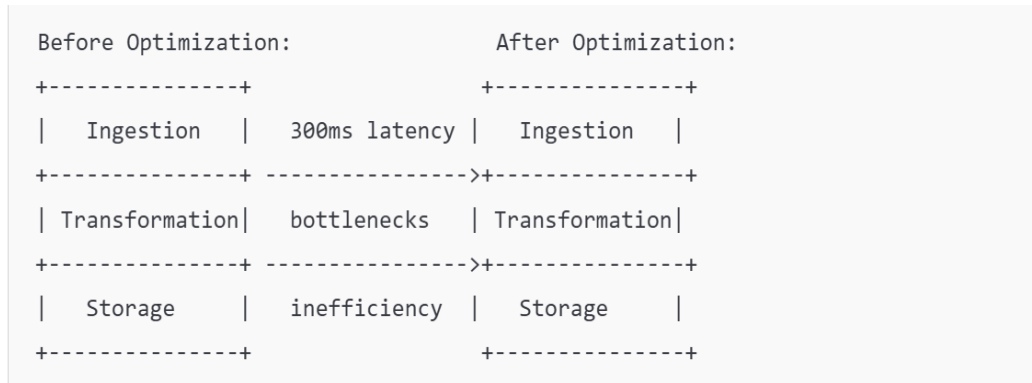 Before Optimization:                After Optimization:
+---------------+                  +---------------+
|   Ingestion   |   300ms latency |   Ingestion   |
+---------------+ ---------------->+---------------+
| Transformation|   bottlenecks   | Transformation|
+---------------+ ---------------->+---------------+
|   Storage     |   inefficiency  |   Storage     |
+---------------+                  +---------------+